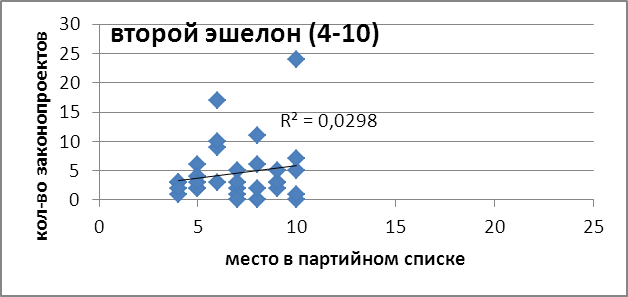 второй эшелон (4-10)
кол-во законопроектов
30
25
20
15
10
5
0
R² = 0,0298
0 5 10 15 20 25
место в партийном списке